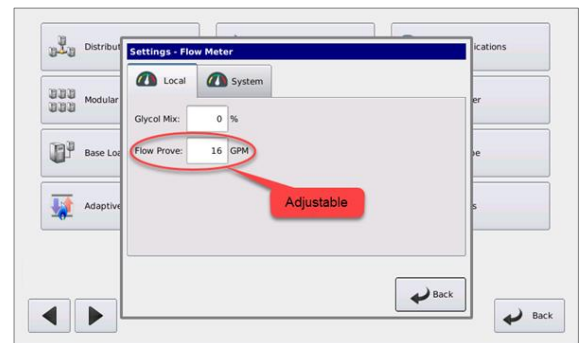 Distribut
ications
Settings - Flow Meter
Local
System
Modular
er
Glycol Mix:
0 %
Base Loa
Flow Prove:
16 GPM
pe
Adjustable
Adaptive
s
Back
Back